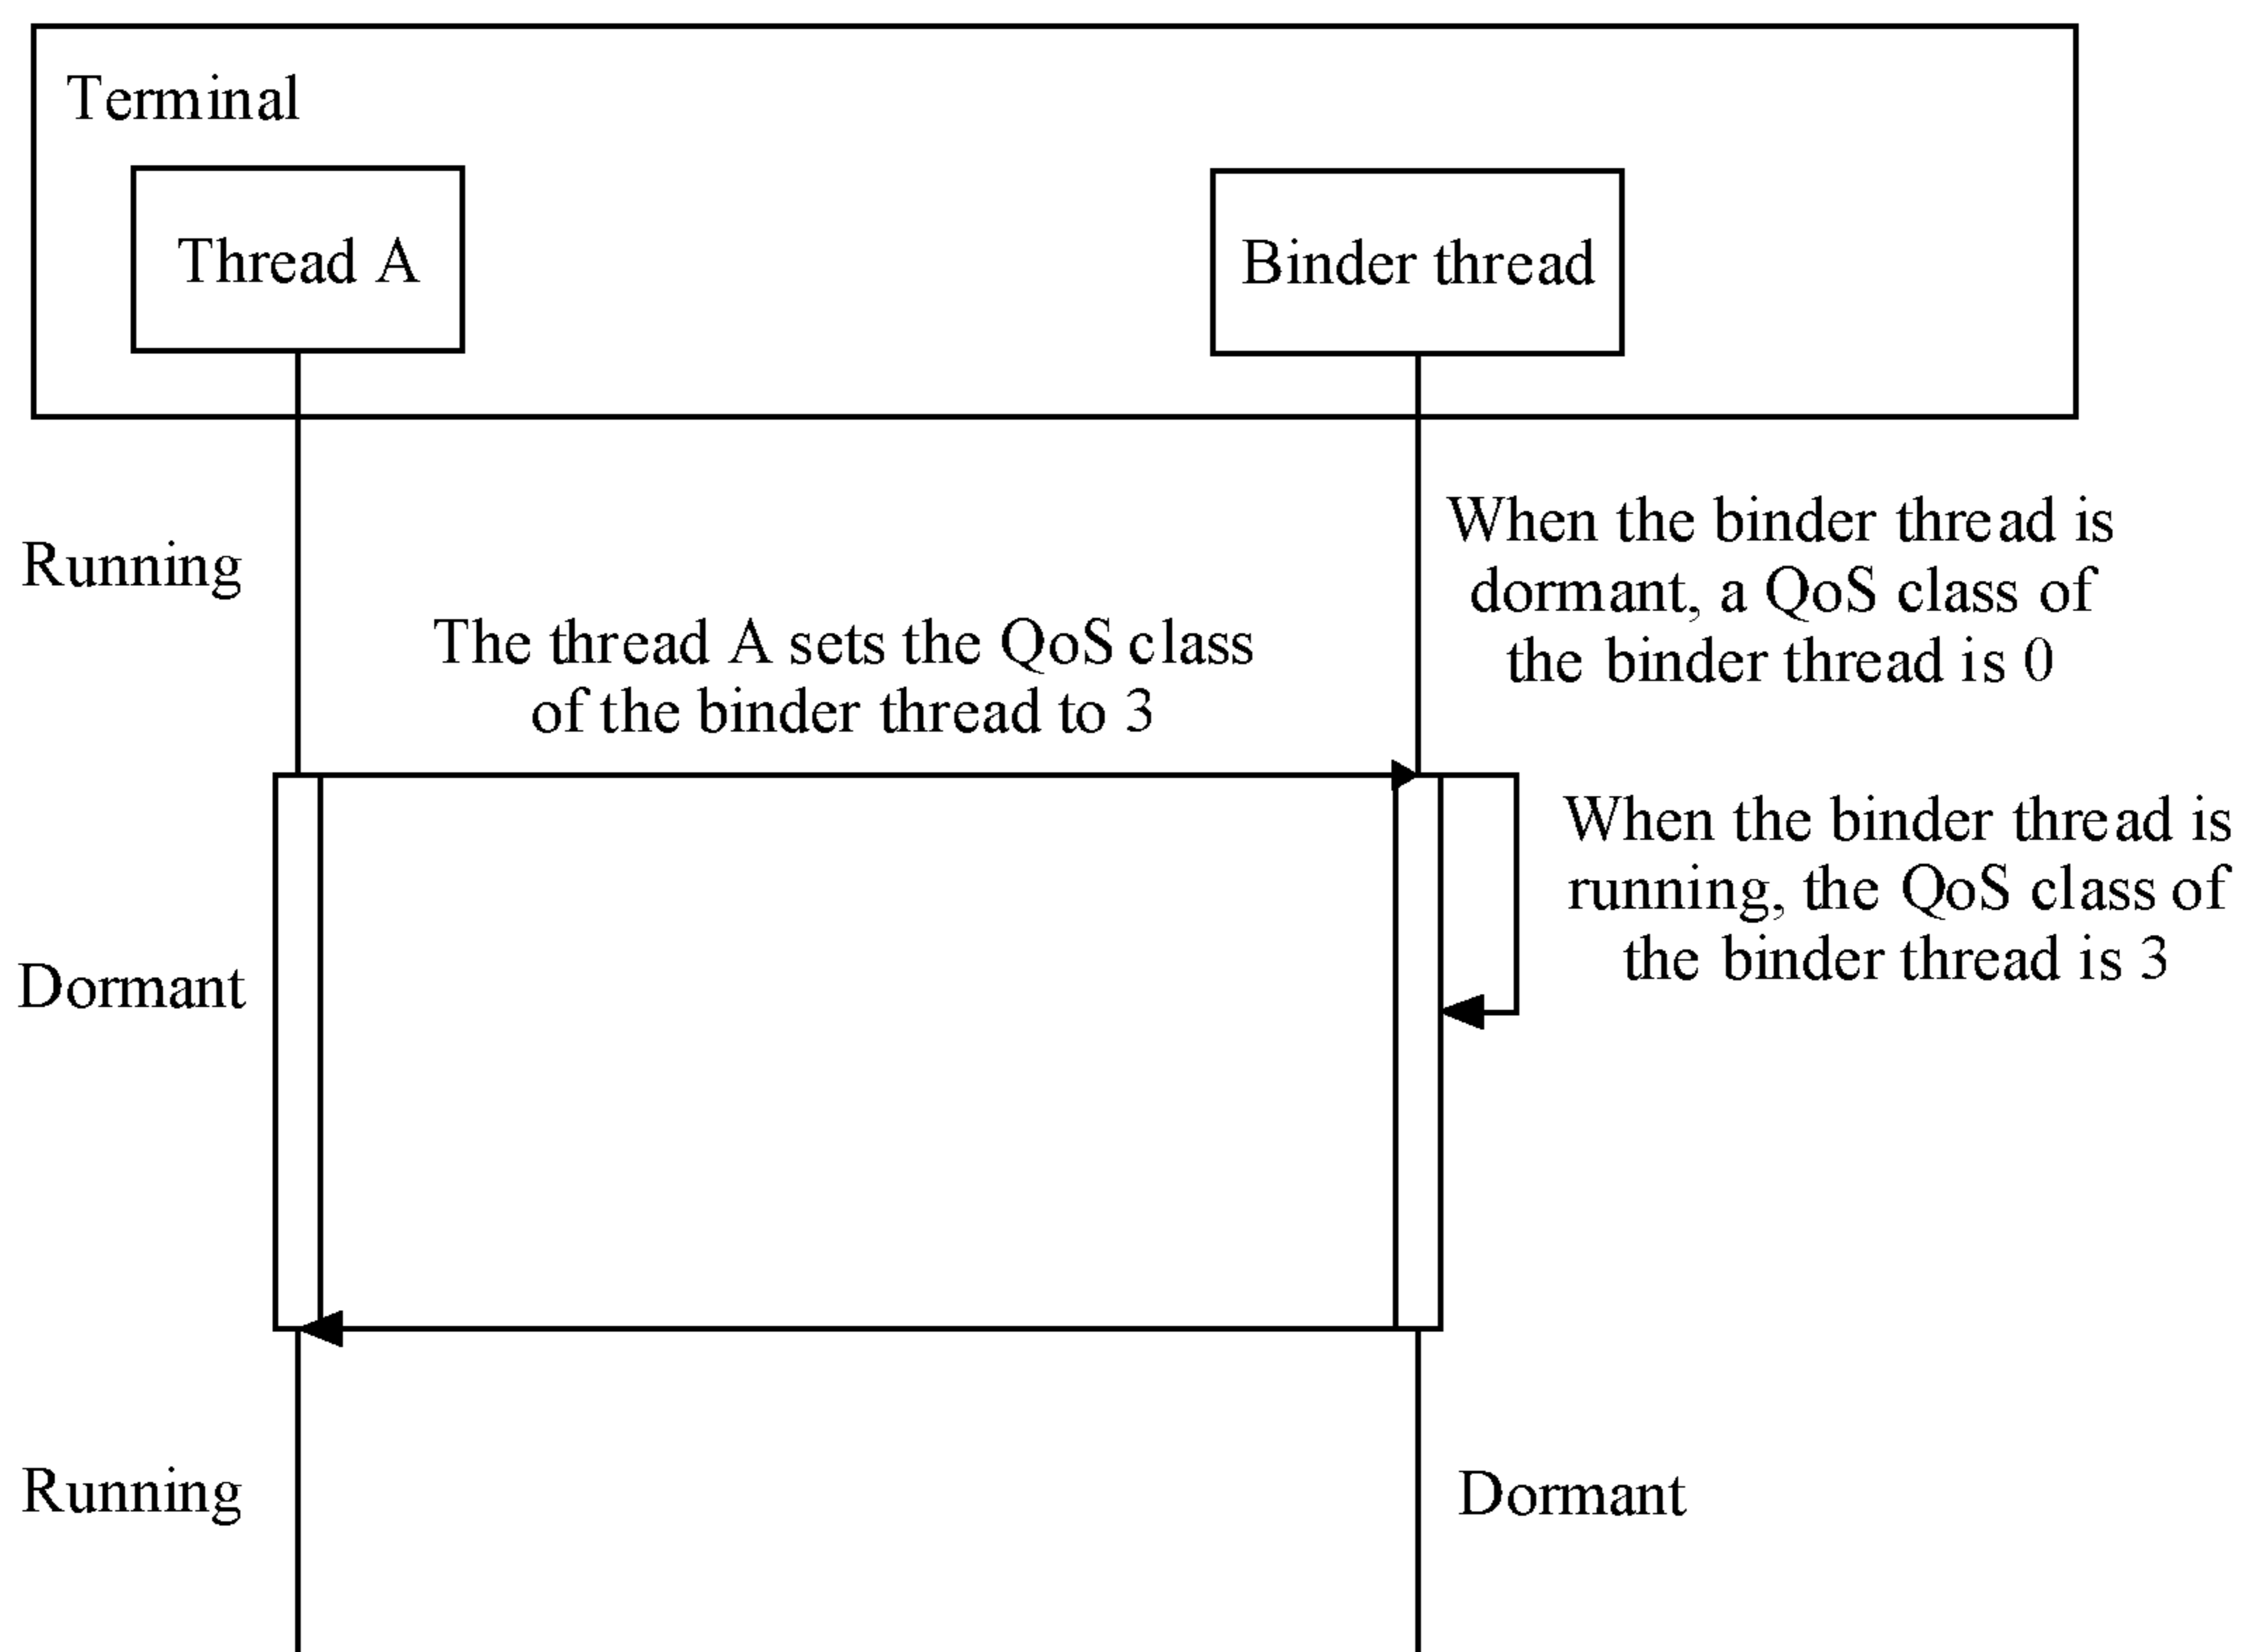 Terminal
Thread A
Binder thread
Running
When the binder thread is
dormant, a QoS class of
the binder thread is 0
The thread A sets the QoS class
of the binder thread to 3
When the binder thread is
running, the QoS class of
the binder thread is 3
Dormant
Running
Dormant